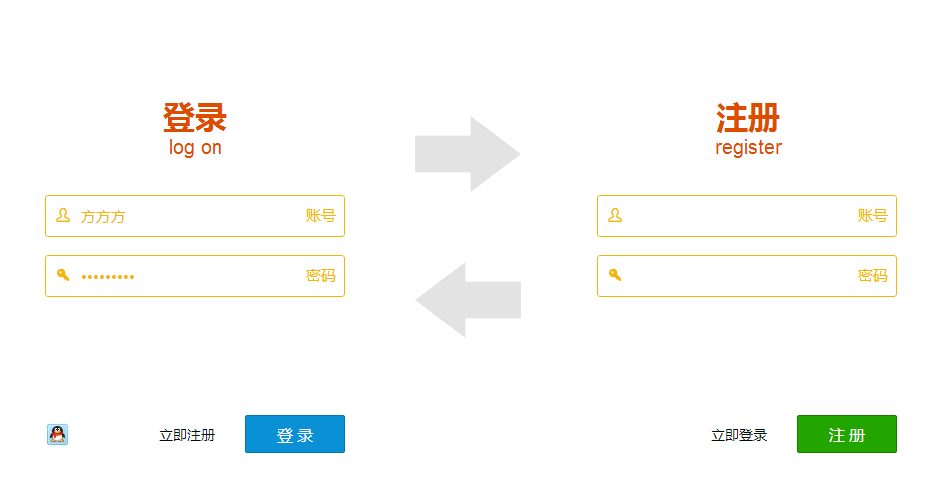 登录
log on
方方方 账号
••••••••• 密码
立即注册 登录
注册
register
账号
密码
立即登录 注册